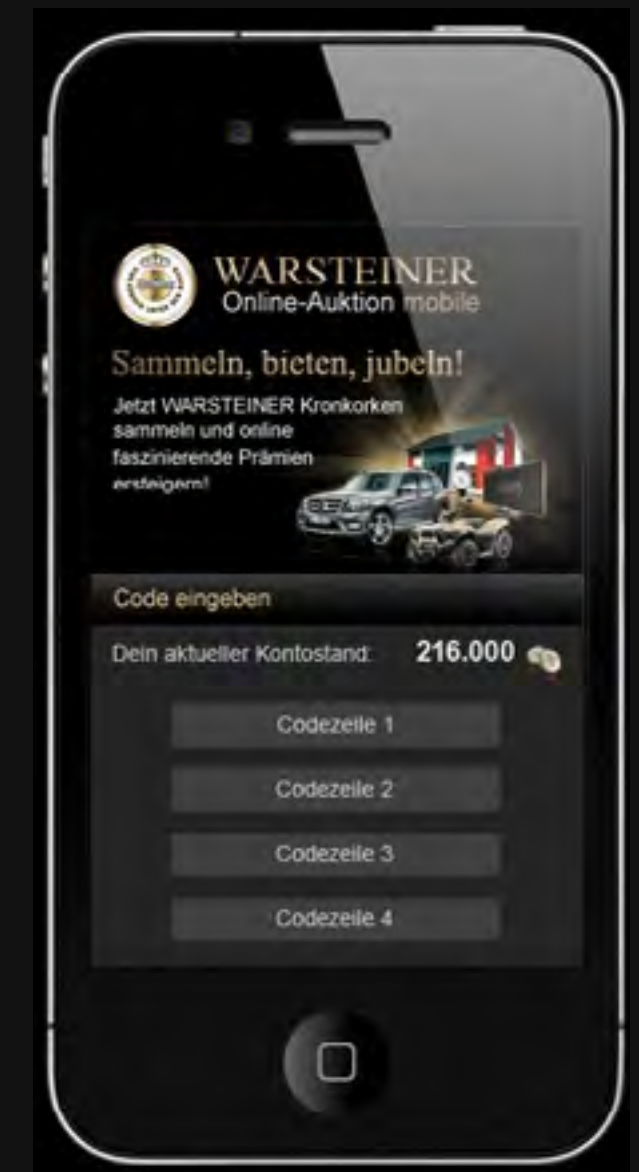 WARSTEINER
Online-Auktion mobile
Sammeln, bieten, jubeln!
Jetzt WARSTEINER Kronkorken
sammeln und online
faszinierende Prämien
ersteigern!
Code eingeben
Dein aktueller Kontostand: 216.000
Codezeile 1
Codezeile 2
Codezeile 3
Codezeile 4